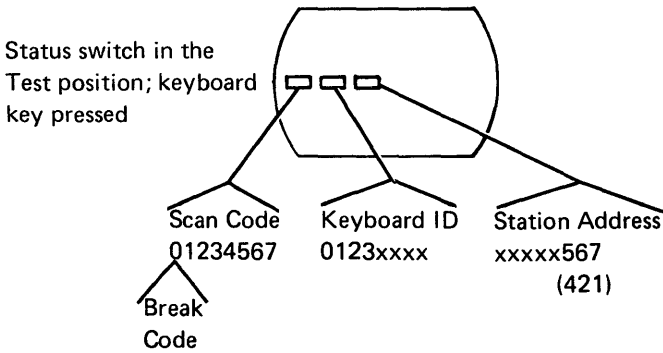 Status switch in the
Test position; keyboard
key pressed
Scan Code
01234567
Keyboard ID
0123xxxx
Station Address
xxxxx567
(421)
Break
Code